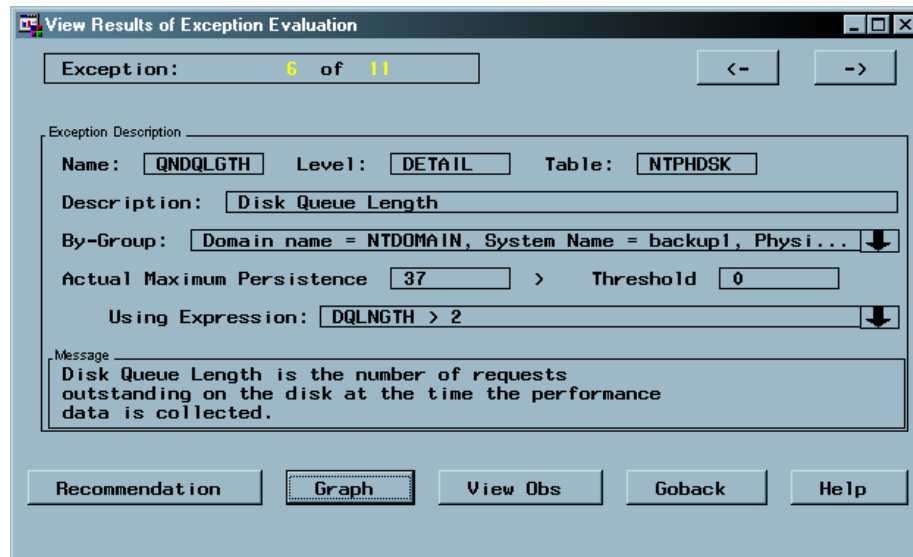 View Results of Exception Evaluation
Exception: 6 of 11 <- ->
Exception Description
Name: QNDQLGTH Level: DETAIL Table: NTPHDSK
Description: Disk Queue Length
By-Group: Domain name = NTDOMAIN, System Name = backup1, Physi...
Actual Maximum Persistence 37 > Threshold 0
Using Expression: DQLNGTH > 2
Message
Disk Queue Length is the number of requests
outstanding on the disk at the time the performance
data is collected.
Recommendation Graph View Obs Goback Help